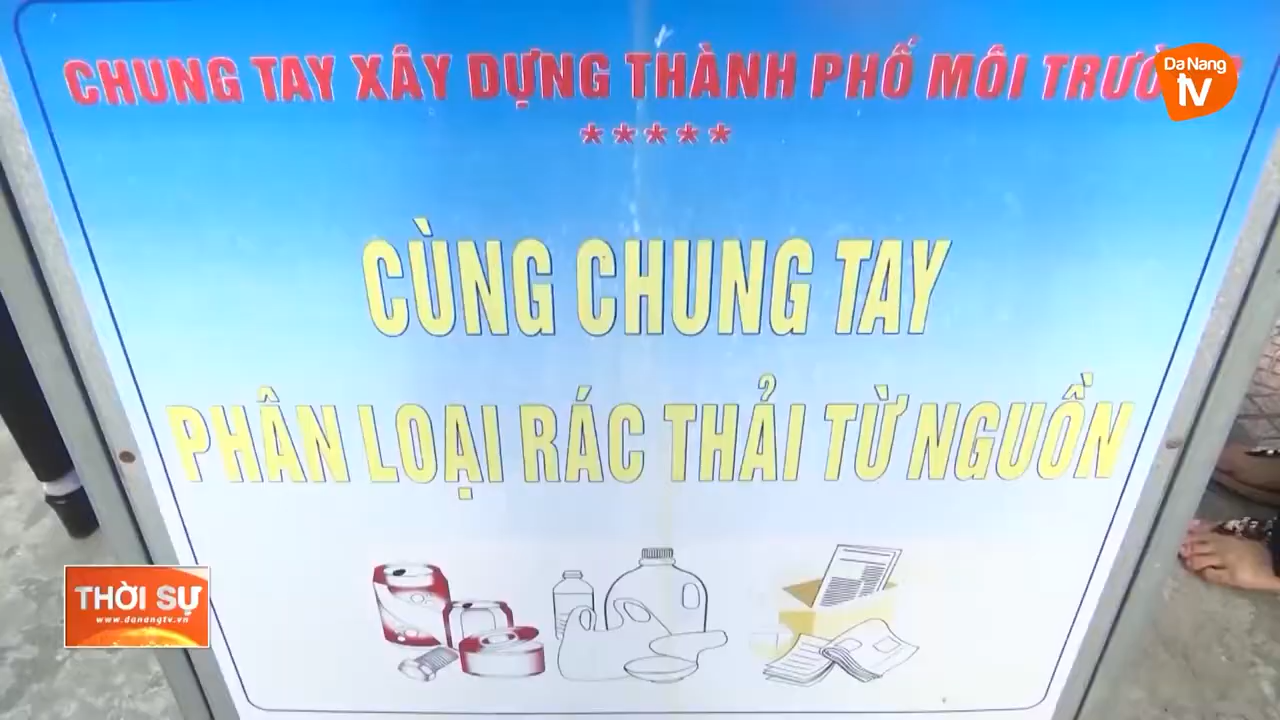 Da Nang
TV
CHUNG TAY XÂY DỰNG THÀNH PHỐ MÔI
*****
CÙNG CHUNG TAY
PHÂN LOẠI RÁC THẢI TỪ NGUỒN
THỜI SỰ
www.danangtv.vn